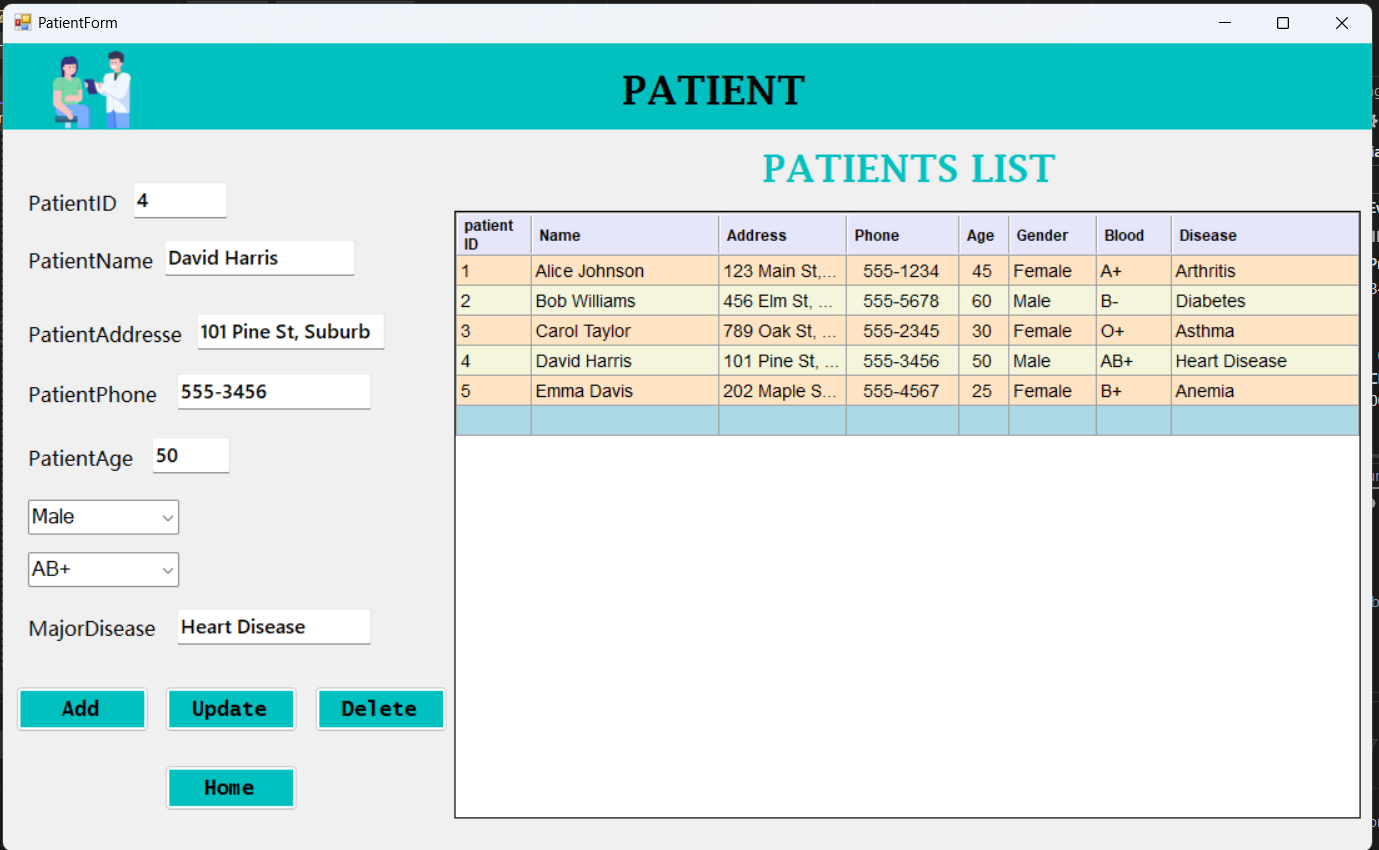 PatientForm
PATIENT
PATIENTS LIST
PatientID 4
PatientName David Harris
PatientAddresse 101 Pine St, Suburb
PatientPhone 555-3456
PatientAge 50
Male
AB+
MajorDisease Heart Disease
Add Update Delete
Home
patient ID Name Address Phone Age Gender Blood Disease
1 Alice Johnson 123 Main St,... 555-1234 45 Female A+ Arthritis
2 Bob Williams 456 Elm St, ... 555-5678 60 Male B- Diabetes
3 Carol Taylor 789 Oak St, ... 555-2345 30 Female O+ Asthma
4 David Harris 101 Pine St, ... 555-3456 50 Male AB+ Heart Disease
5 Emma Davis 202 Maple S... 555-4567 25 Female B+ Anemia